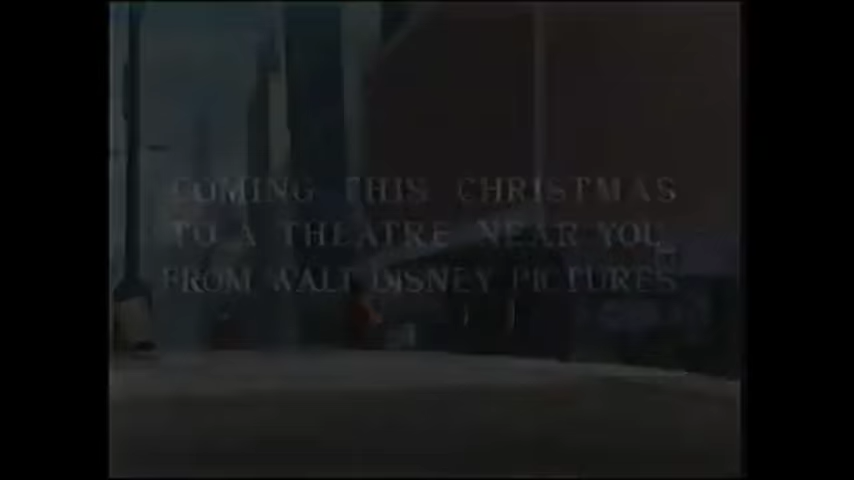 COMING THIS CHRISTMAS
TO A THEATRE NEAR YOU
FROM WALT DISNEY PICTURES